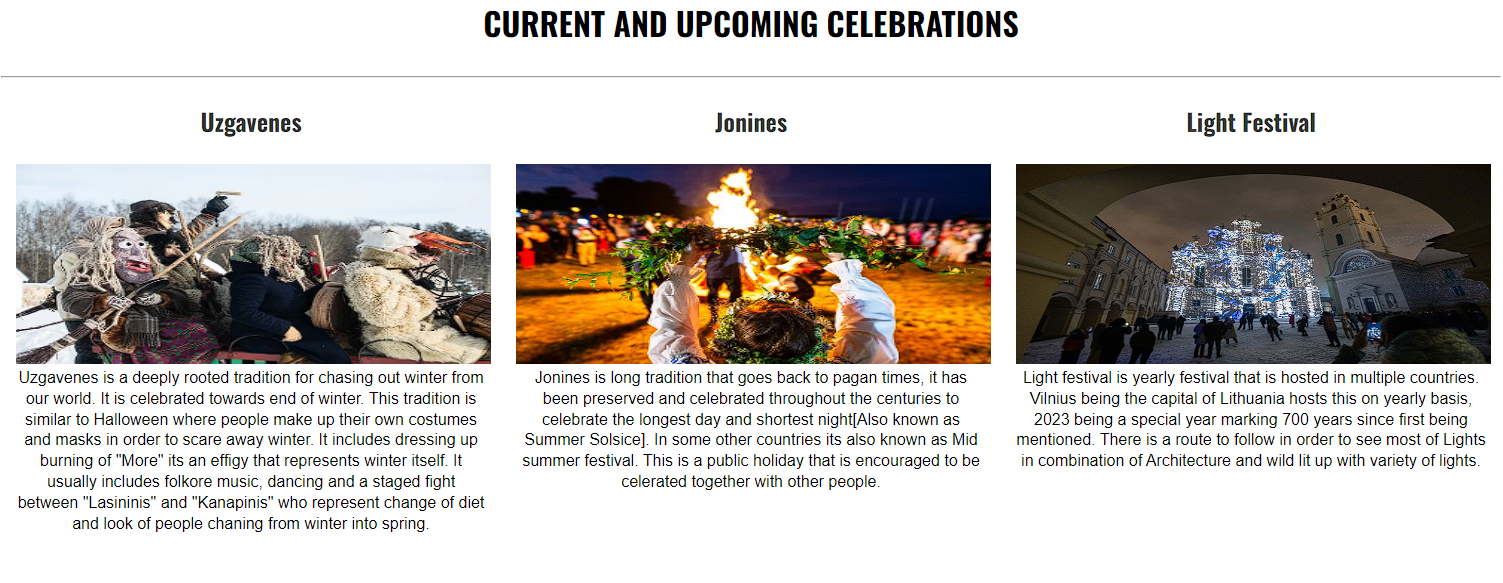 CURRENT AND UPCOMING CELEBRATIONS
Uzgavenes
Uzgavenes is a deeply rooted tradition for chasing out winter from
our world. It is celebrated towards end of winter. This tradition is
similar to Halloween where people make up their own costumes
and masks in order to scare away winter. It includes dressing up
burning of "More" its an effigy that represents winter itself. It
usually includes folkore music, dancing and a staged fight
between "Lasininis" and "Kanapinis" who represent change of diet
and look of people chaning from winter into spring.
Jonines
Jonines is long tradition that goes back to pagan times, it has
been preserved and celebrated throughout the centuries to
celebrate the longest day and shortest night[Also known as
Summer Solsice]. In some other countries its also known as Mid
summer festival. This is a public holiday that is encouraged to be
celerated together with other people.
Light Festival
Light festival is yearly festival that is hosted in multiple countries.
Vilnius being the capital of Lithuania hosts this on yearly basis,
2023 being a special year marking 700 years since first being
mentioned. There is a route to follow in order to see most of Lights
in combination of Architecture and wild lit up with variety of lights.